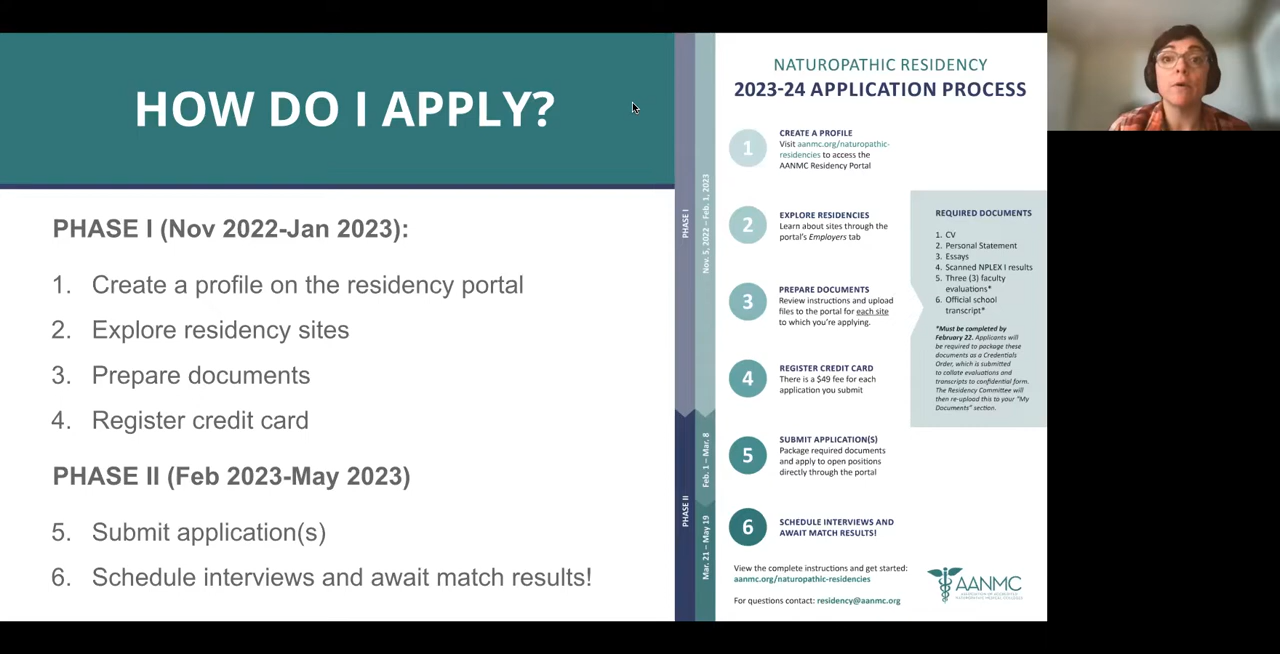 HOW DO I APPLY?
PHASE I (Nov 2022-Jan 2023):
1. Create a profile on the residency portal
2. Explore residency sites
3. Prepare documents
4. Register credit card
PHASE II (Feb 2023-May 2023)
5. Submit application(s)
6. Schedule interviews and await match results!
PHASE I
Nov. 5, 2022 – Feb. 1, 2023
PHASE II
Feb. 1 – Mar. 8
Mar. 21 – May 19
NATUROPATHIC RESIDENCY
2023-24 APPLICATION PROCESS
1
CREATE A PROFILE
Visit aanmc.org/naturopathic-
residencies to access the
AANMC Residency Portal
2
EXPLORE RESIDENCIES
Learn about sites through the
portal's Employers tab
3
PREPARE DOCUMENTS
Review instructions and upload
files to the portal for each site
to which you're applying.
4
REGISTER CREDIT CARD
There is a $49 fee for each
application you submit
5
SUBMIT APPLICATION(S)
Package required documents
and apply to open positions
directly through the portal
6
SCHEDULE INTERVIEWS AND
AWAIT MATCH RESULTS!
REQUIRED DOCUMENTS
1. CV
2. Personal Statement
3. Essays
4. Scanned NPLEX I results
5. Three (3) faculty
evaluations*
6. Official school
transcript*
*Must be completed by
February 22. Applicants will
be required to package these
documents as a Credentials
Order, which is submitted
to collate evaluations and
transcripts to confidential form.
The Residency Committee will
then re-upload this to your "My
Documents" section.
View the complete instructions and get started:
aanmc.org/naturopathic-residencies
For questions contact: residency@aanmc.org
AANMC
ASSOCIATION OF ACCREDITED
NATUROPATHIC MEDICAL COLLEGES